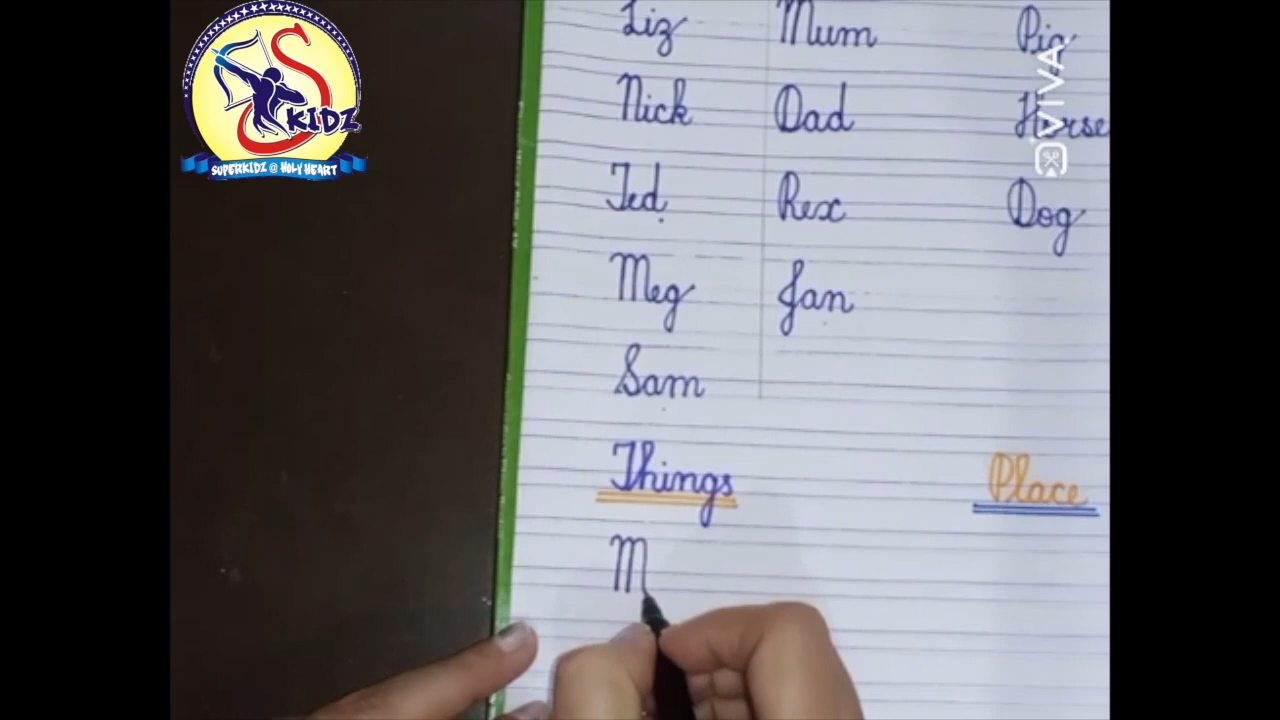 S KIDZ
SUPERKIDZ @ HOLY HEART
VIVA
Liz Mum Pig
Nick Dad Horse
Ted Rex Dog
Meg Jan
Sam
Things Place
M